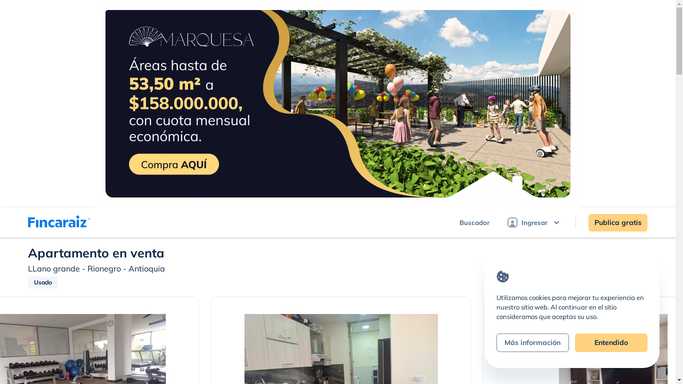 MARQUESA
Áreas hasta de
53,50 m² a
$158.000.000,
con cuota mensual
económica.
Compra AQUÍ
Fincaraiz
Buscador
Ingresar
Publica gratis
Apartamento en venta
LLano grande - Rionegro - Antioquia
Usado
Utilizamos cookies para mejorar tu experiencia en
nuestro sitio web. Al continuar en el sitio
consideramos que aceptas su uso.
Más información
Entendido